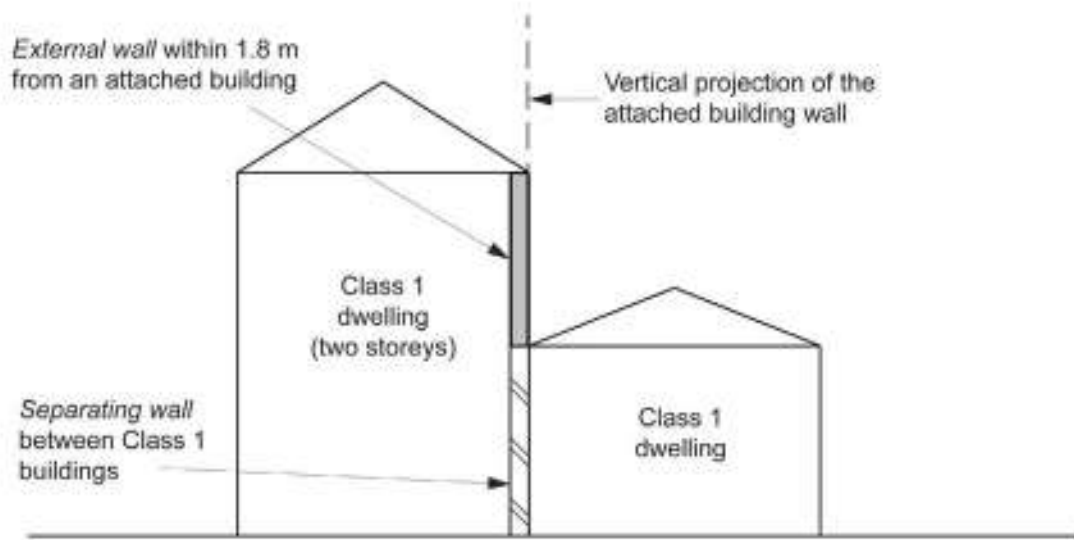 External wall within 1.8 m
from an attached building
Vertical projection of the
attached building wall
Class 1
dwelling
(two storeys)
Separating wall
between Class 1
buildings
Class 1
dwelling